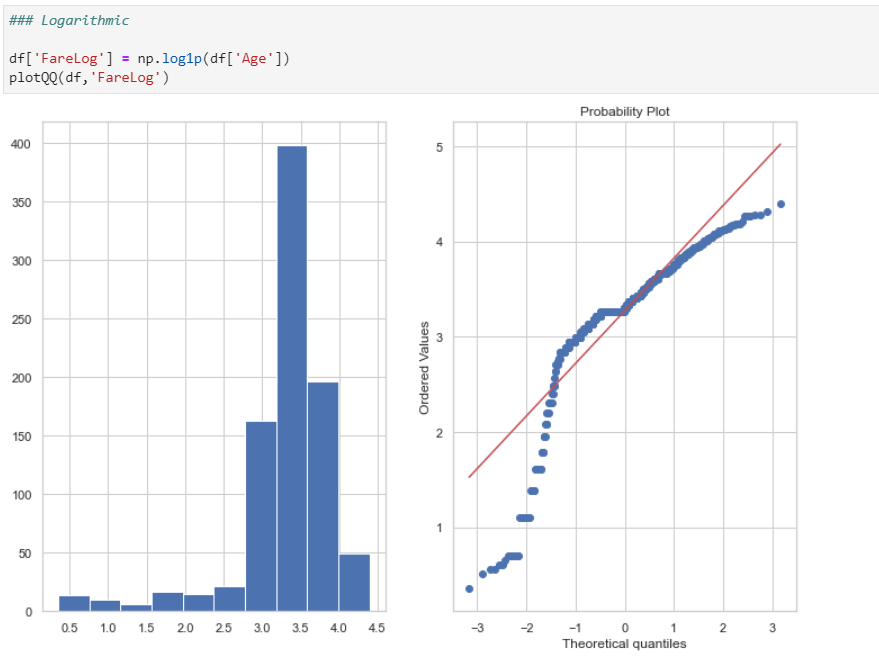 ### Logarithmic
df['FareLog'] = np.log1p(df['Age'])
plotQQ(df,'FareLog')
Probability Plot
400
350
300
250
200
150
100
50
0
0.5 1.0 1.5 2.0 2.5 3.0 3.5 4.0 4.5
Ordered Values
5
4
3
2
1
−3 −2 −1 0 1 2 3
Theoretical quantiles